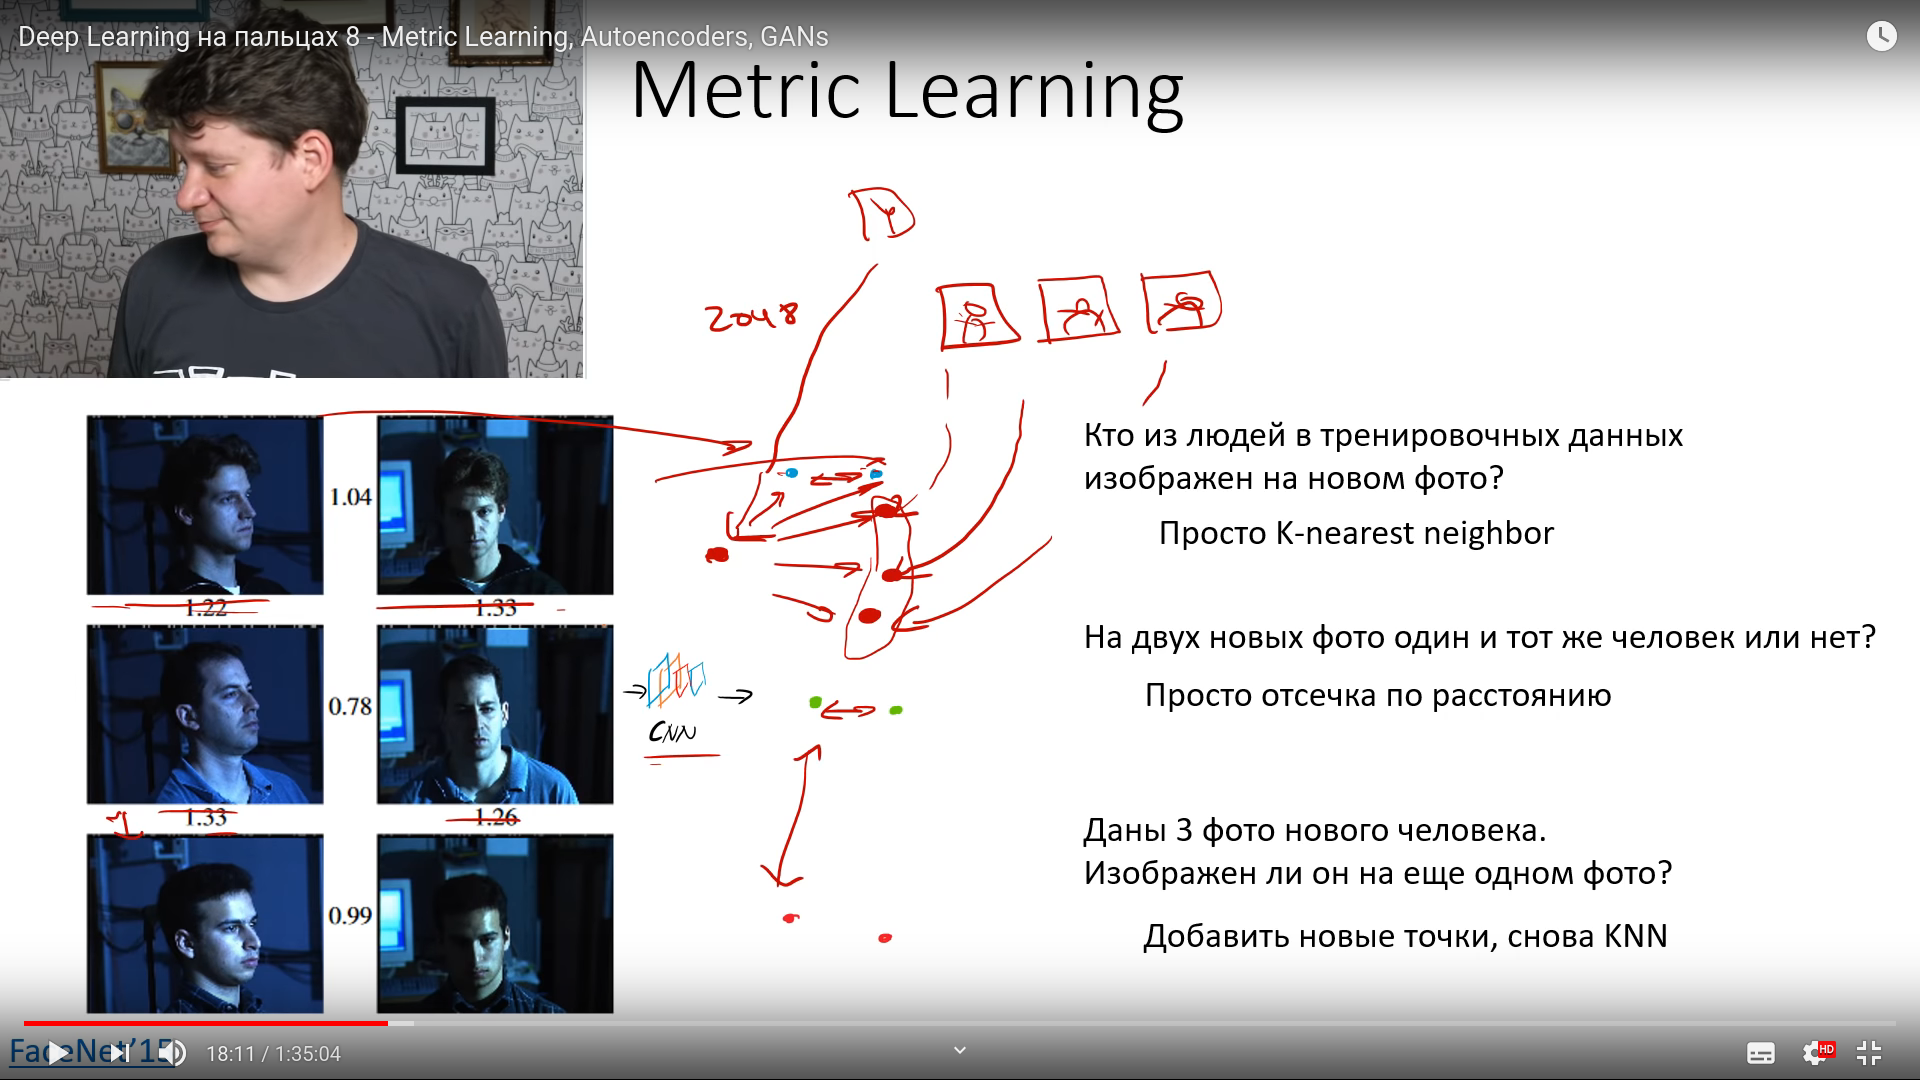 Deep Learning на пальцах 8 - Metric Learning, Autoencoders, GANs
Metric Learning
2048
1.04
1.22
1.33
0.78
CNN
1.33
1.26
0.99
Кто из людей в тренировочных данных
изображен на новом фото?
Просто K-nearest neighbor
На двух новых фото один и тот же человек или нет?
Просто отсечка по расстоянию
Даны 3 фото нового человека.
Изображен ли он на еще одном фото?
Добавить новые точки, снова KNN
FaceNet'15
18:11 / 1:35:04
HD